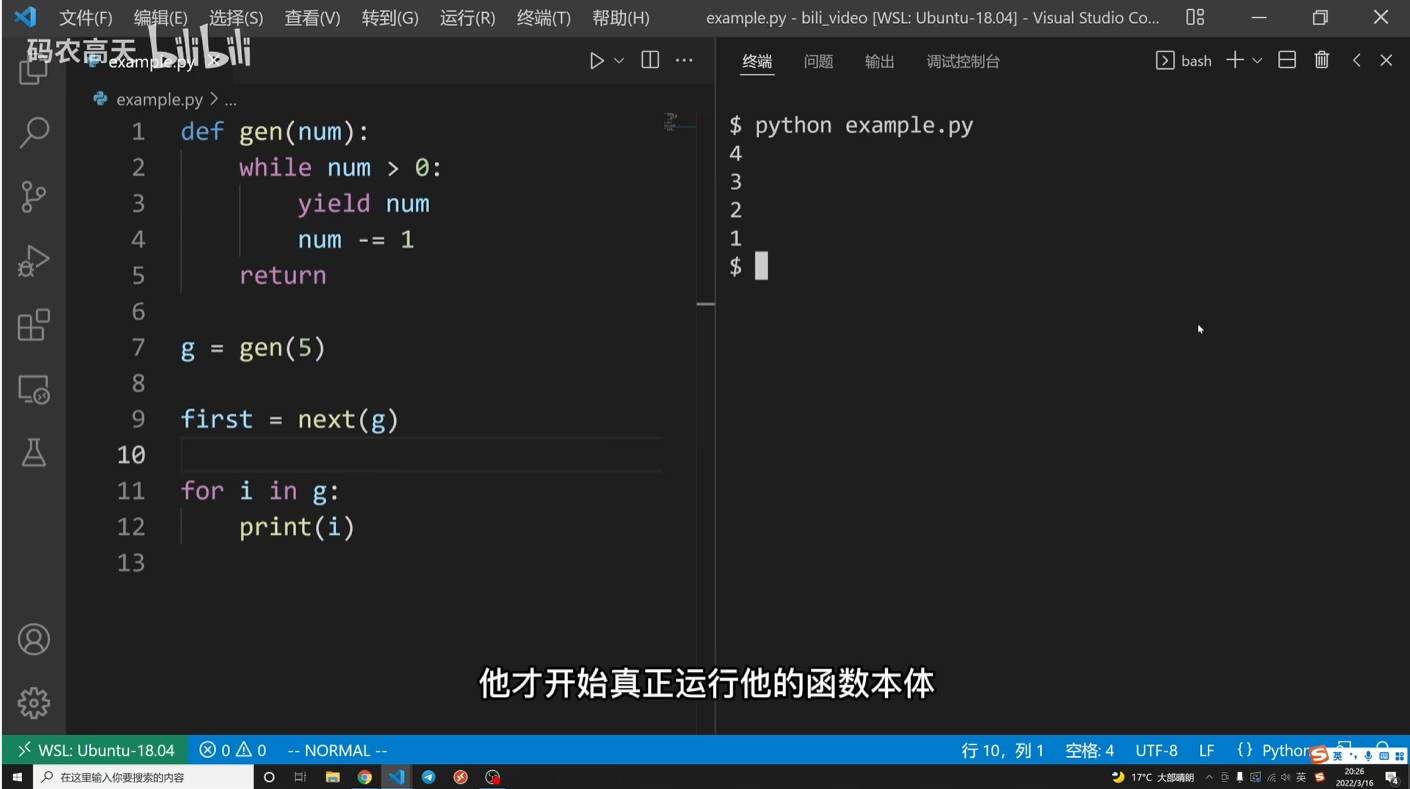 文件(F) 编辑(E) 选择(S) 查看(V) 转到(G) 运行(R) 终端(T) 帮助(H) example.py - bili_video [WSL: Ubuntu-18.04] - Visual Studio Co...
码农高天 bilibili
example.py
终端 问题 输出 调试控制台 bash
example.py > ...
1 def gen(num):
2 while num > 0:
3 yield num
4 num -= 1
5 return
6
7 g = gen(5)
8
9 first = next(g)
10
11 for i in g:
12 print(i)
13
$ python example.py
4
3
2
1
$
他才开始真正运行他的函数本体
WSL: Ubuntu-18.04 0 0 -- NORMAL -- 行 10，列 1 空格: 4 UTF-8 LF {} Python
英
在这里输入你要搜索的内容 17°C 大部晴朗 英 20:26
2022/3/16 4